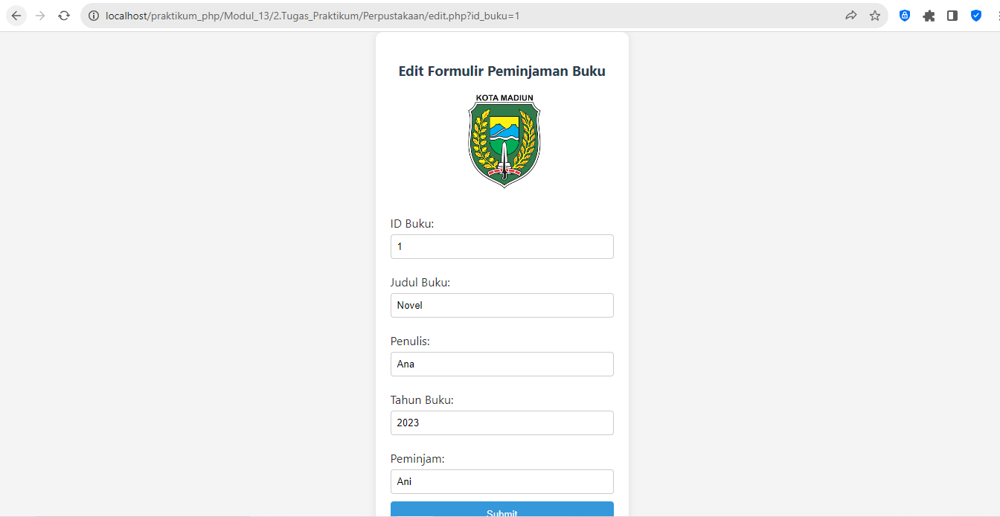 localhost/praktikum_php/Modul_13/2.Tugas_Praktikum/Perpustakaan/edit.php?id_buku=1
Edit Formulir Peminjaman Buku
KOTA MADIUN
ID Buku:
1
Judul Buku:
Novel
Penulis:
Ana
Tahun Buku:
2023
Peminjam:
Ani
Submit